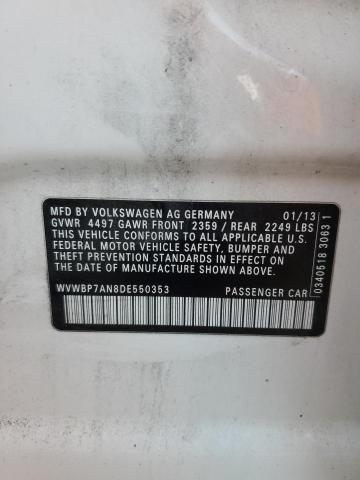 MFD BY VOLKSWAGEN AG GERMANY 01/13
GVWR 4497 GAWR FRONT 2359 / REAR 2249 LBS
THIS VEHICLE CONFORMS TO ALL APPLICABLE U.S.
FEDERAL MOTOR VEHICLE SAFETY, BUMPER AND
THEFT PREVENTION STANDARDS IN EFFECT ON
THE DATE OF MANUFACTURE SHOWN ABOVE.
WVWBP7AN8DE550353 PASSENGER CAR
0340518 3063 1